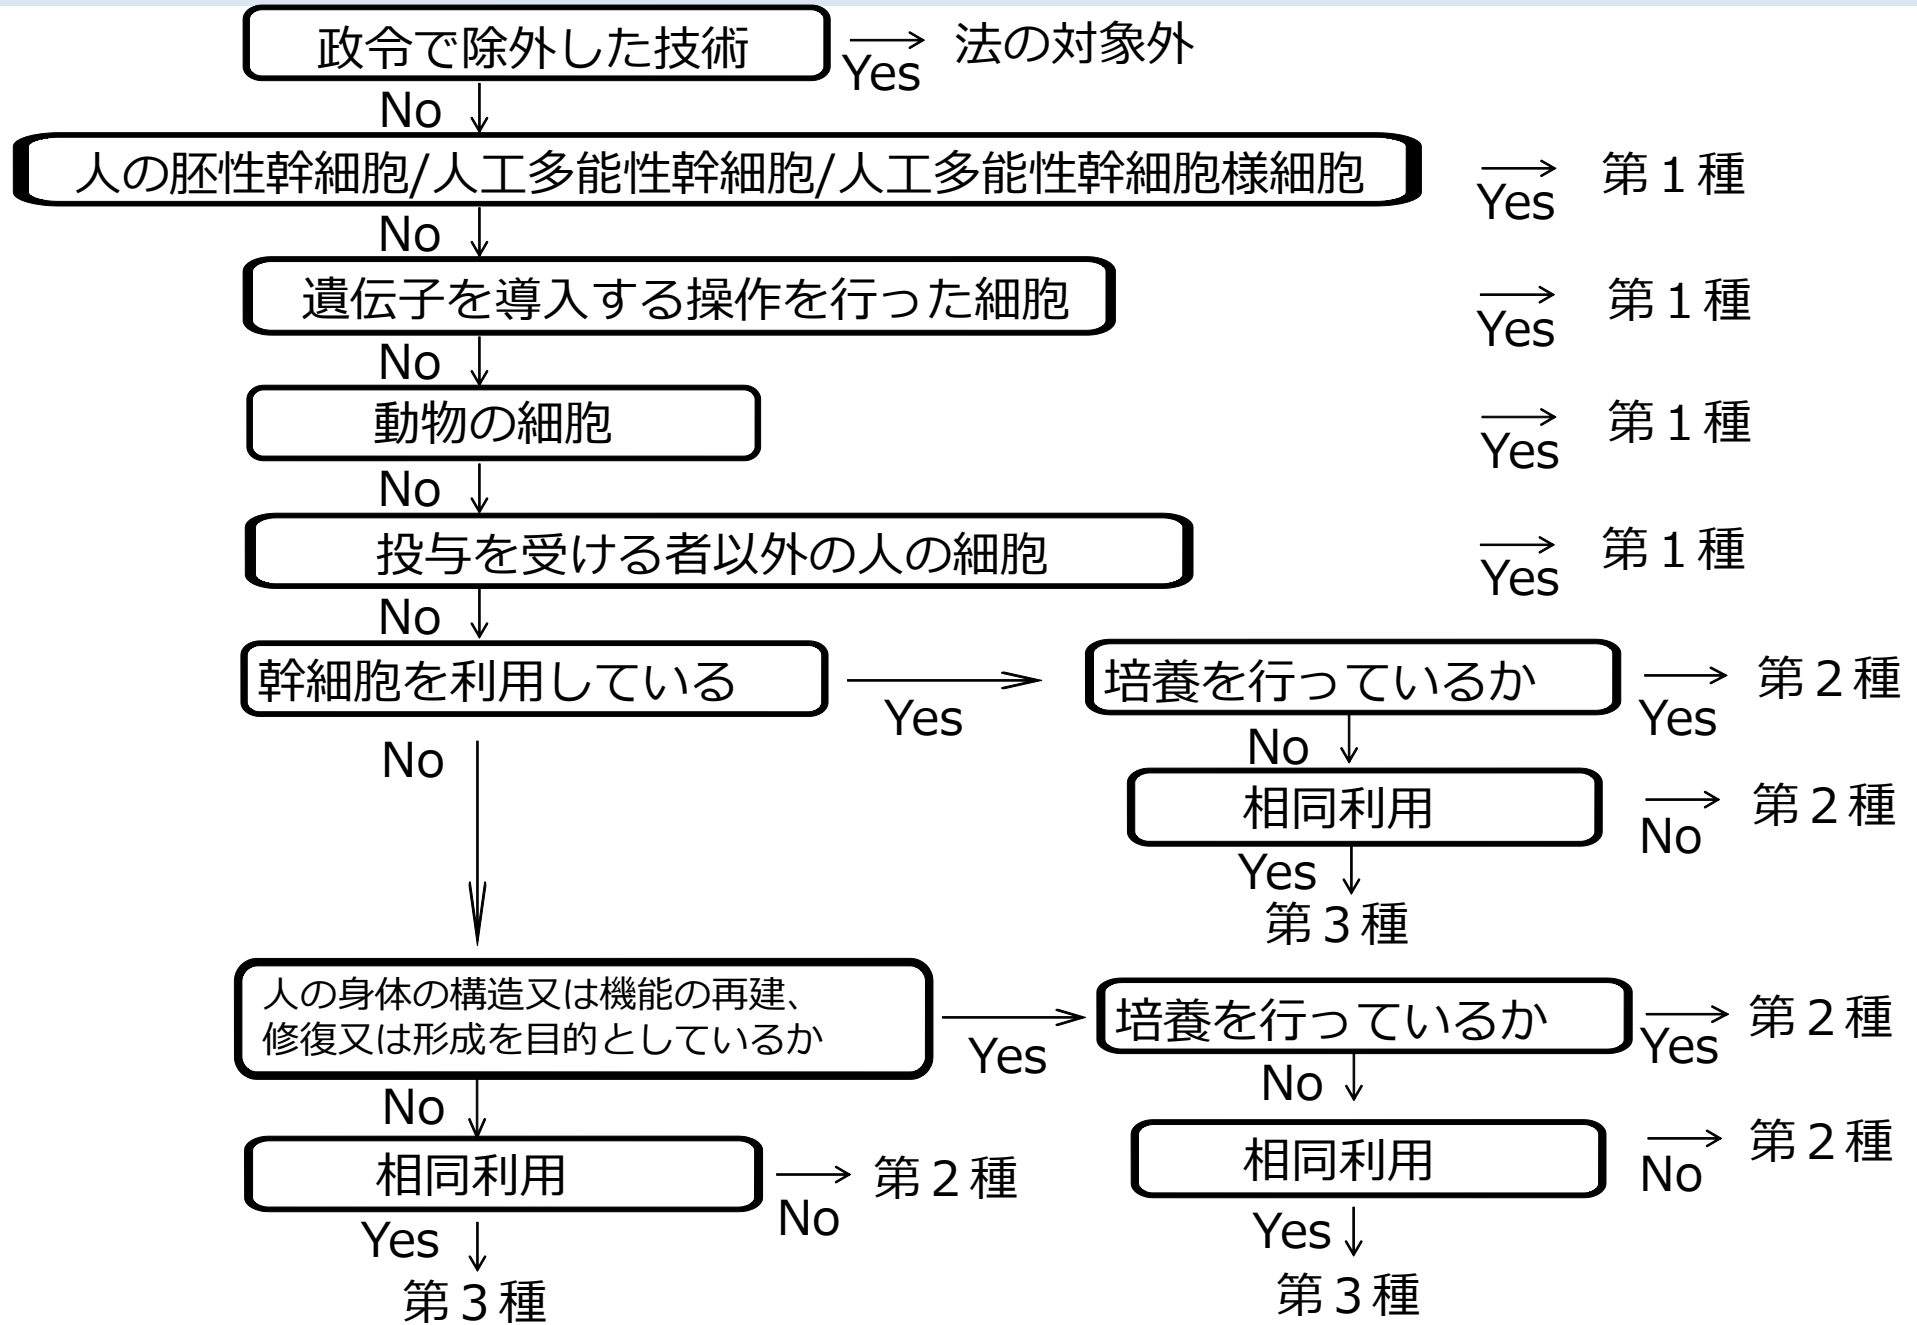 政令で除外した技術
Yes
法の対象外
No
人の胚性幹細胞/人工多能性幹細胞/人工多能性幹細胞様細胞
Yes
第１種
No
遺伝子を導入する操作を行った細胞
Yes
第１種
No
動物の細胞
Yes
第１種
No
投与を受ける者以外の人の細胞
Yes
第１種
No
幹細胞を利用している
Yes
培養を行っているか
Yes
第２種
No
No
相同利用
No
第２種
Yes
第３種
人の身体の構造又は機能の再建、
修復又は形成を目的としているか
Yes
培養を行っているか
Yes
第２種
No
No
相同利用
No
第２種
相同利用
No
第２種
Yes
第３種
Yes
第３種